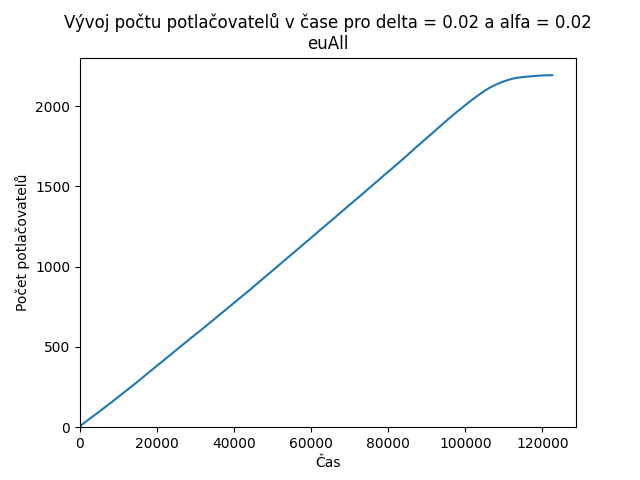 Vývoj počtu potlačovatelů v čase pro delta = 0.02 a alfa = 0.02
euAll
2000
1500
1000
500
0
Počet potlačovatelů
0 20000 40000 60000 80000 100000 120000
Čas